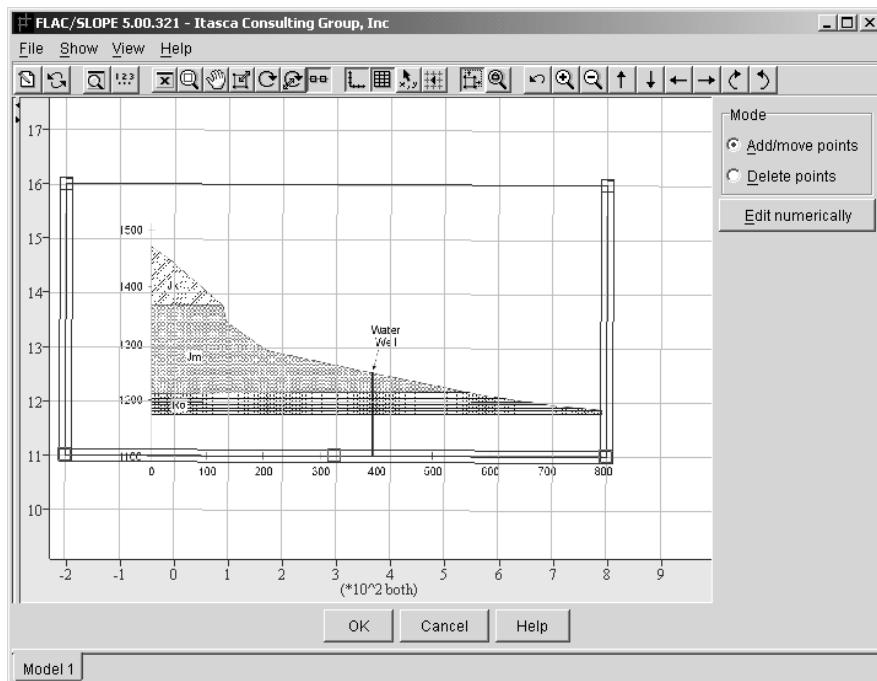 FLAC/SLOPE 5.00.321 - Itasca Consulting Group, Inc
File Show View Help
1 2 3
x,y
Mode
Add/move points
Delete points
Edit numerically
17
16
15
14
13
12
11
10
1500
1400
1300
1200
1100
Jm
Water
Well
0 100 200 300 400 500 600 700 800
-2 -1 0 1 2 3 4 5 6 7 8 9
(*10^2 both)
OK Cancel Help
Model 1